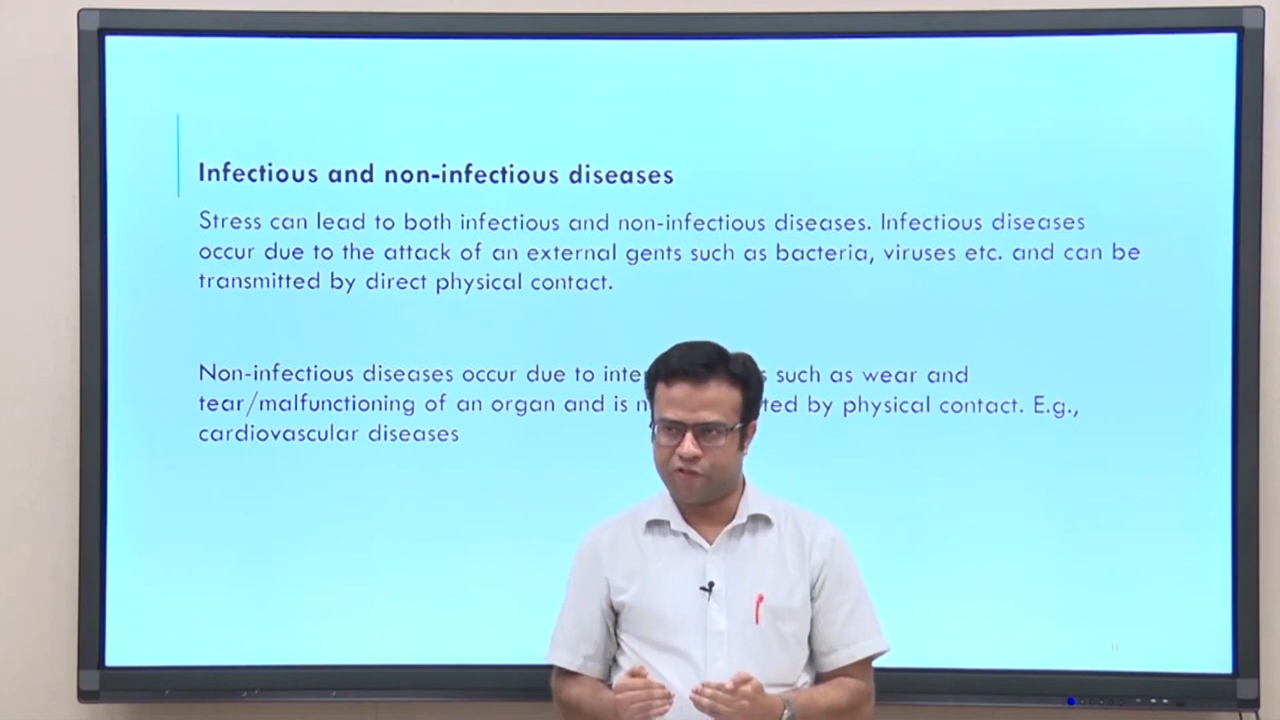 Infectious and non-infectious diseases
Stress can lead to both infectious and non-infectious diseases. Infectious diseases
occur due to the attack of an external gents such as bacteria, viruses etc. and can be
transmitted by direct physical contact.
Non-infectious diseases occur due to such as wear and
tear/malfunctioning of an organ and is by physical contact. E.g.,
cardiovascular diseases
11